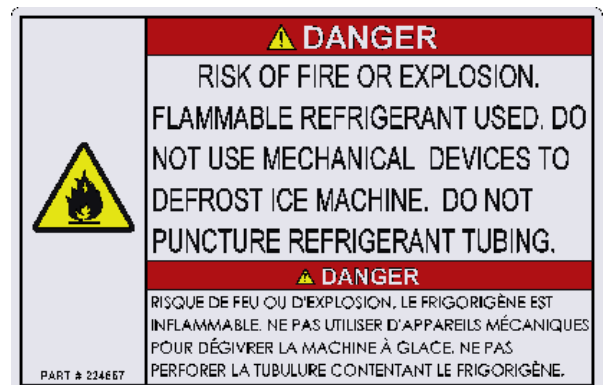 DANGER
RISK OF FIRE OR EXPLOSION.
FLAMMABLE REFRIGERANT USED. DO
NOT USE MECHANICAL DEVICES TO
DEFROST ICE MACHINE. DO NOT
PUNCTURE REFRIGERANT TUBING.
DANGER
RISQUE DE FEU OU D'EXPLOSION. LE FRIGORIGÈNE EST
INFLAMMABLE. NE PAS UTILISER D'APPAREILS MÉCANIQUES
POUR DÉGIVRER LA MACHINE À GLACE. NE PAS
PERFORER LA TUBULURE CONTENTANT LE FRIGORIGÈNE.
PART # 224657